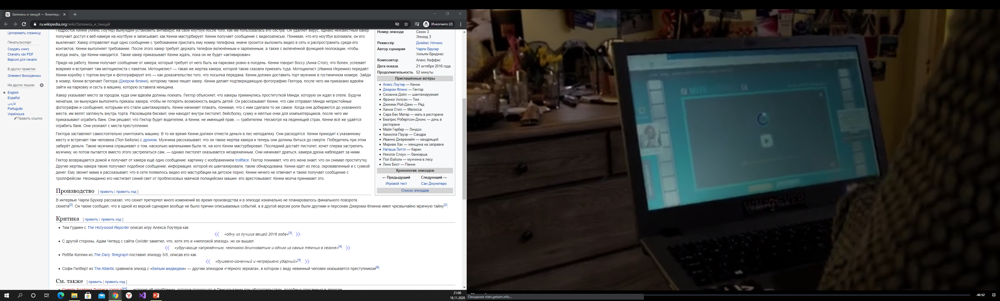 Заткнись и танцуй — Википеди
ru.wikipedia.org/wiki/Заткнись_и_танцуй
Инкогнито (2)
Цитировать страницу
Печать/экспорт
Создать книгу
Скачать как PDF
Версия для печати
В других проектах
Элемент Викиданных
На других языках
English
Español
فارسی
Português
Українська
Править ссылки
Подросток Кенни (Алекс Лоутер) вынужден установить антивирус на свой ноутбук после того, как им пользовалась его сестра. Он удаляет вирус, однако неизвестный хакер
получает доступ к веб-камере на ноутбуке и записывает, как Кенни мастурбирует. Кенни получает сообщение с видеозаписью. Понимая, что его ноутбук взломали, он его
выключает. Хакер отправляет ещё одно сообщение с требованием прислать ему номер телефона, иначе грозится выложить видео в сеть и распространить среди его
контактов. Кенни выполняет требование. После этого хакер требует держать телефон включённым и заряженным, а также с включённой функцией геолокации, чтобы
всегда знать, где Кенни находится. Также хакер приказывает Кенни ждать, пока он не будет «активирован».
Придя на работу, Кенни получает сообщение от хакера, который требует от него быть на парковке ровно в полдень. Кенни говорит боссу (Анна Стол), что болен, успевает
вовремя и встречает там мотоциклиста с пакетом. Мотоциклист — такая же жертва хакера, которой также сказали приехать туда. Мотоциклист (Иванна Иеремия) передаёт
Кенни коробку с тортом внутри и фотографирует его — как доказательство того, что посылка передана. Кенни должен доставить торт мужчине в гостиничном номере. Зайдя
в номер, Кенни встречает Гектора (Джером Флинн), которому также пишет хакер. Кенни делает подтверждающую фотографию Гектора, после чего им приказано вдвоём
зайти на парковку и сесть в машину, которую оставила женщина.
Хакер указывает место за городом, куда они вдвоём должны поехать. Гектор объясняет, что хакеры прикинулись проституткой Минди, которую он ждал в отеле. Будучи
женатым, он вынужден выполнять приказы хакера, чтобы не потерять возможность видеть детей. Он рассказывает Кенни, что сам отправил Минди непристойные
фотографии и сообщения, которыми его стали шантажировать. Кенни начинает плакать, понимая, что с ним сделали то же самое. Когда они добираются до указанного
места, им велят заглянуть внутрь торта. Расковыряв бисквит, они находят внутри пистолет, бейсболку, сумку и жёлтые очки для компьютерщиков, после чего им
приказывают ограбить банк. Они решают, что Гектор будет водителем, а Кенни, не имеющий прав, — грабителем. Несмотря на леденящий страх, Кенни всё же удаётся
ограбить банк. Они уезжают с места преступления.
Гектора заставляют самостоятельно уничтожить машину. В то же время Кенни должен отнести деньги в лес неподалеку. Они расходятся. Кенни приходит к указанному
месту и встречает там человека (Пол Бейзли) с дроном. Мужчина рассказывает, что он также жертва хакера и теперь они должны биться до смерти. Победитель при этом
заберёт деньги. Также мужчина спрашивает о том, насколько маленькими были те, на кого Кенни мастурбировал. Последний достаёт пистолет, хочет сперва застрелить
мужчину, но потом пытается вместо этого застрелиться сам, — однако пистолет оказывается незаряженным. Они начинают драться, камера дрона наблюдает за ними.
Гектор возвращается домой и получает от хакера ещё одно сообщение: картинку с изображением trollface. Гектор понимает, что его жена знает, что он снимал проститутку.
Другие жертвы хакера также получают подобное сообщение; информация, которой их шантажировали, также обнародована. Кенни идёт из леса, окровавленный и с сумкой
денег. Ему звонит мама и рассказывает, что в сети появилось видео его мастурбации на детское порно. Кенни ничего не отвечает и также получает сообщение с
троллфейсом. Неожиданно его настигает синий свет от проблесковых маячков полицейских машин: его арестовывают. Кенни молча принимает это.
Производство [ править | править код ]
В интервью Чарли Брукер рассказал, что сюжет претерпел много изменений во время производства и в эпизоде изначально не планировалось финального поворота
сюжета[2]. Он также сообщил, что в одной из версий сценария вообще не было причин описываемых событий, а в другой версии роли были другими и персонаж Джерома Флинна имел чрезвычайно мрачную тайну[2].
Критика [ править | править код ]
Тим Гудмен с The Hollywood Reporter описал игру Алекса Лоутера как
« «одну из лучших вещей 2016 года»[3]. »
С другой стороны, Адам Читвуд с сайта Collider заметил, что, хотя это и «неплохой эпизод», но он вышел
« «удручающе напряжённым, немножко длинноватым и одним из самых тёмных в сезоне»[4]. »
Робби Коллин из The Daily Telegraph поставил эпизоду 5/5, описав его как
« «душевно-огненный и непрерывно ударный»[5]. »
Софи Гилберт из The Atlantic сравнила эпизод с «Белым медведем» — другим эпизодом «Чёрного зеркала», в котором с виду невинный человек оказывается преступником[6].
См. также [ править | править код ]
Смерть Брайана Дугласа Уэллса[en] — история об ограблении, которое произошло в Пенсильвании при обстоятельствах, подобных описанным в эпизоде
Номер эпизода Сезон 3
Эпизод 3
Режиссёр Джеймс Уоткинс
Автор сценария Чарли Брукер
Уильям Бриджес
Композитор Алекс Хеффес
Дата показа 21 октября 2016 года
Продолжительность 52 минуты
Приглашённые актёры
Алекс Лоутер — Кенни
Джером Флинн — Гектор
Сюзанна Дойл — шантажируемая
Фрэнки Уилсон — Том
Джимми Рой-Данн — Ред
Ханна Стил — Мелисса
Сара Бек Матер — мать в ресторане
Беатрис Робертсон-Джонс — дочь в
ресторане
Майя Гербер — Линдси
Камилла Пауэр — Сандра
Иванно Джеремайя — хандрящий
Мириам Хак — женщина на заправке
Наташа Литтл — Карен
Никола Слоун — банкирша
Пол Бэйзли — мужчина в лесу
Линн Бист — Пенни
Хронология эпизодов
← Предыдущий Следующий →
Игровой тест Сан Джуниперо
Список эпизодов
21:06
18.11.2020
WHATEVER
Ожидание stats.getaim.info...
-48:52